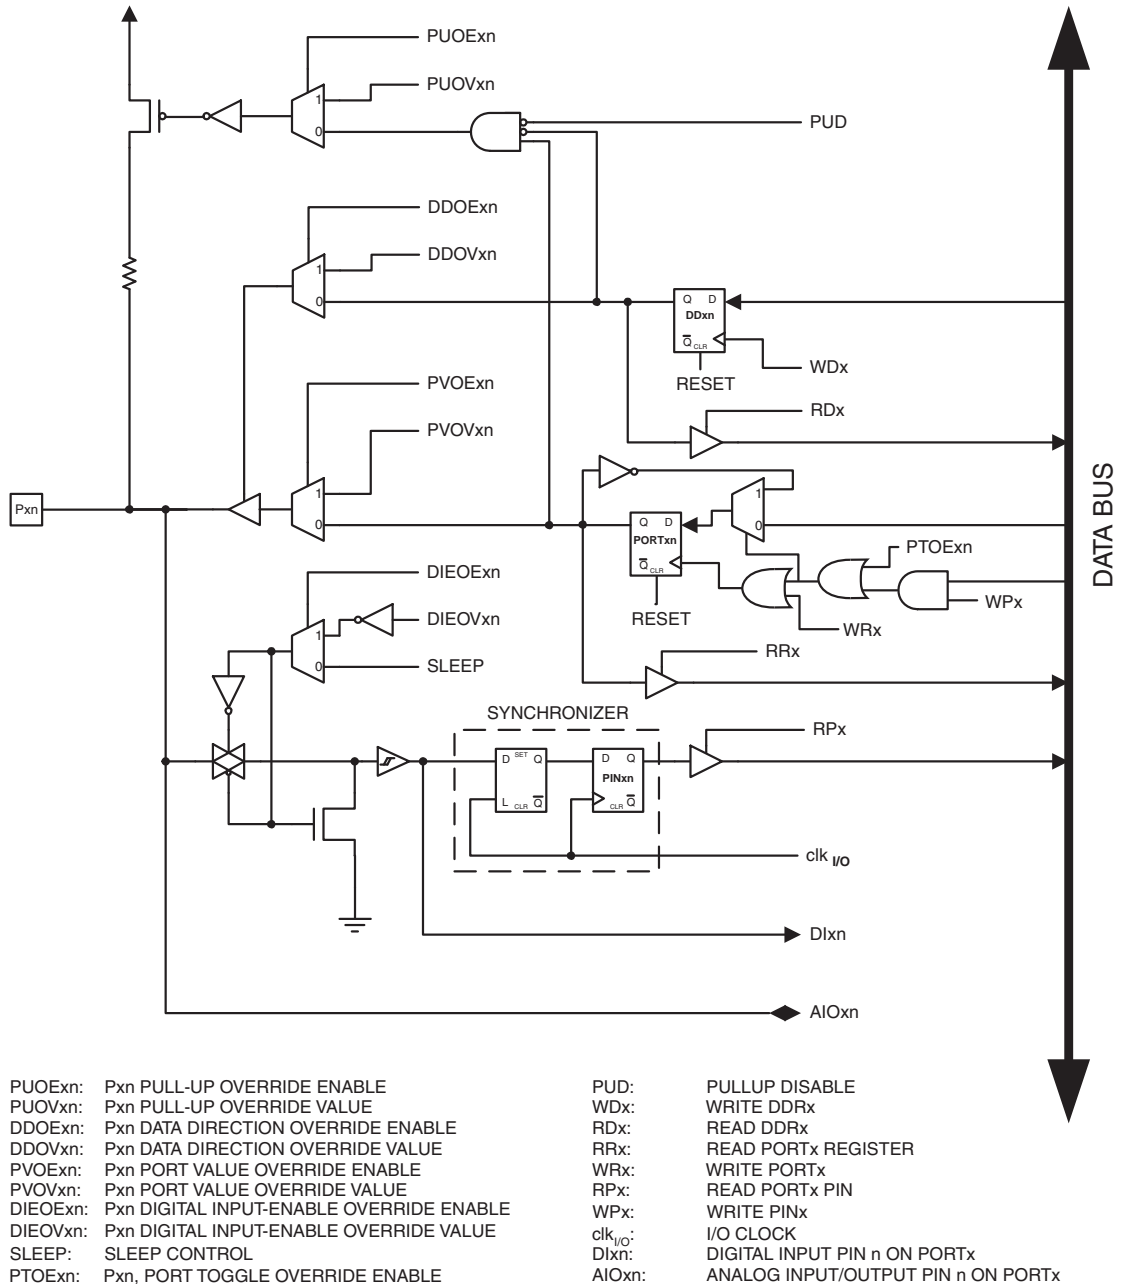 PUOExn
PUOVxn
1
0
PUD
DDOExn
DDOVxn
1
0
Q D
DDxn
Q CLR
RESET
WDx
RDx
PVOExn
PVOVxn
Pxn
1
0
1
0
Q D
PORTxn
Q CLR
RESET
PTOExn
WPx
WRx
RRx
DATA BUS
DIEOExn
DIEOVxn
1
0
SLEEP
SYNCHRONIZER
RPx
D SET Q
L CLR Q
D Q
PINxn
CLR Q
clk I/O
DIxn
AIOxn
PUOExn: Pxn PULL-UP OVERRIDE ENABLE
PUOVxn: Pxn PULL-UP OVERRIDE VALUE
DDOExn: Pxn DATA DIRECTION OVERRIDE ENABLE
DDOVxn: Pxn DATA DIRECTION OVERRIDE VALUE
PVOExn: Pxn PORT VALUE OVERRIDE ENABLE
PVOVxn: Pxn PORT VALUE OVERRIDE VALUE
DIEOExn: Pxn DIGITAL INPUT-ENABLE OVERRIDE ENABLE
DIEOVxn: Pxn DIGITAL INPUT-ENABLE OVERRIDE VALUE
SLEEP: SLEEP CONTROL
PTOExn: Pxn, PORT TOGGLE OVERRIDE ENABLE
PUD: PULLUP DISABLE
WDx: WRITE DDRx
RDx: READ DDRx
RRx: READ PORTx REGISTER
WRx: WRITE PORTx
RPx: READ PORTx PIN
WPx: WRITE PINx
clk I/O: I/O CLOCK
DIxn: DIGITAL INPUT PIN n ON PORTx
AIOxn: ANALOG INPUT/OUTPUT PIN n ON PORTx